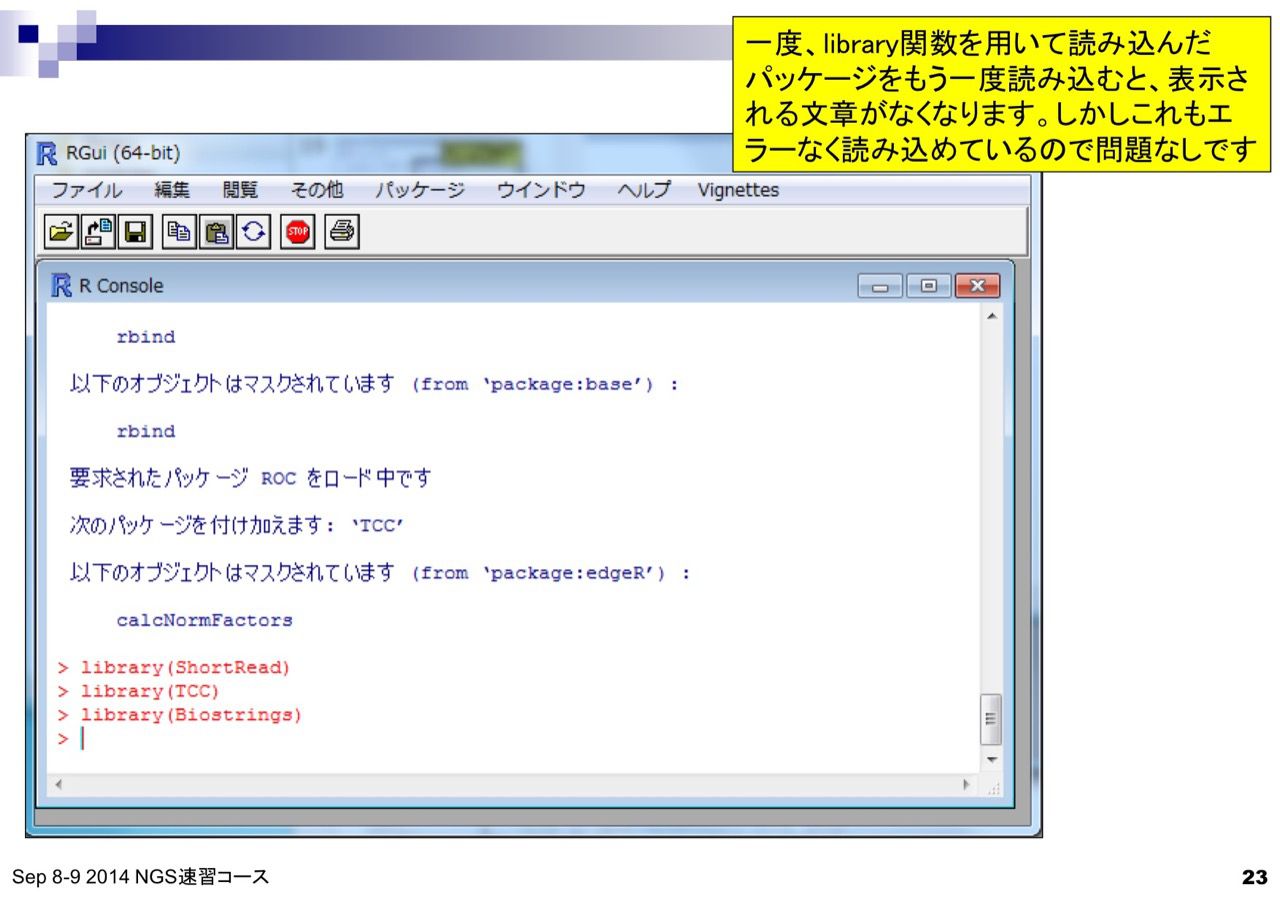 一度、library関数を用いて読み込んだ
パッケージをもう一度読み込むと、表示さ
れる文章がなくなります。しかしこれもエ
ラーなく読み込めているので問題なしです
RGui (64-bit)
ファイル 編集 閲覧 その他 パッケージ ウインドウ ヘルプ Vignettes
STOP
R Console
rbind
以下のオブジェクトはマスクされています (from ‘package:base’) :
rbind
要求されたパッケージ ROC をロード中です
次のパッケージを付け加えます: ‘TCC’
以下のオブジェクトはマスクされています (from ‘package:edgeR’) :
calcNormFactors
> library(ShortRead)
> library(TCC)
> library(Biostrings)
>
Sep 8-9 2014 NGS速習コース
23